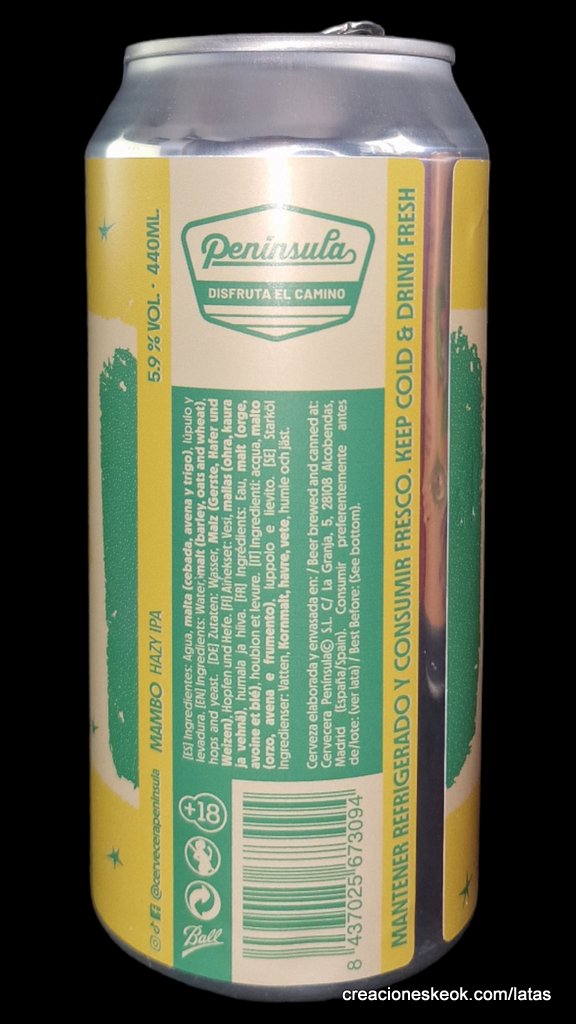 Península
DISFRUTA EL CAMINO
5.9 % VOL · 440ML
MAMBO HAZY IPA
@cervecerapeninsula
[ES] Ingredientes: Agua, malta (cebada, avena y trigo), lúpulo y
levadura. [EN] Ingredients: Water, malt (barley, oats and wheat),
hops and yeast. [DE] Zutaten: Wasser, Malz (Gerste, Hafer und
Weizen), Hopfen und Hefe. [FI] Ainekset: Vesi, mallas (ohra, kaura
ja vehnä), humala ja hiiva. [FR] Ingrédients: Eau, malt (orge,
avoine et blé), houblon et levure. [IT] Ingredienti: acqua, malto
(orzo, avena e frumento), luppolo e lievito. [SE] Starköl
Ingredienser: Vatten, Kornmalt, havre, vete, humle och jäst.
Cerveza elaborada y envasada en: / Beer brewed and canned at:
Cervecera Península© S.L. C/ La Granja, 5, 28108 Alcobendas,
Madrid (España/Spain). Consumir preferentemente antes
de/lote: (ver lata) / Best Before: (See bottom).
+18
Ball
8 437025 673094
MANTENER REFRIGERADO Y CONSUMIR FRESCO. KEEP COLD & DRINK FRESH
creacioneskeok.com/latas